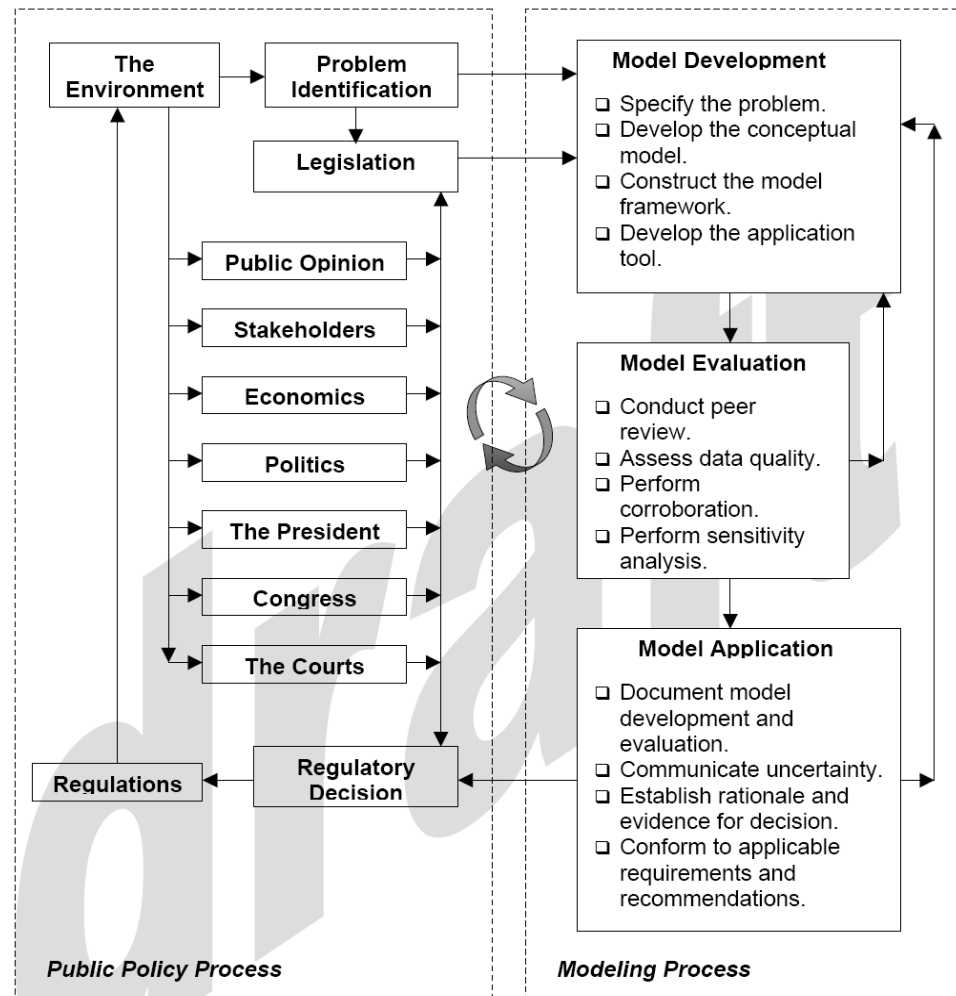 The
Environment
Problem
Identification
Legislation
Public Opinion
Stakeholders
Economics
Politics
The President
Congress
The Courts
Regulations
Regulatory
Decision
Public Policy Process
Model Development
❑ Specify the problem.
❑ Develop the conceptual
model.
❑ Construct the model
framework.
❑ Develop the application
tool.
Model Evaluation
❑ Conduct peer
review.
❑ Assess data quality.
❑ Perform
corroboration.
❑ Perform sensitivity
analysis.
Model Application
❑ Document model
development and
evaluation.
❑ Communicate uncertainty.
❑ Establish rationale and
evidence for decision.
❑ Conform to applicable
requirements and
recommendations.
Modeling Process
draft